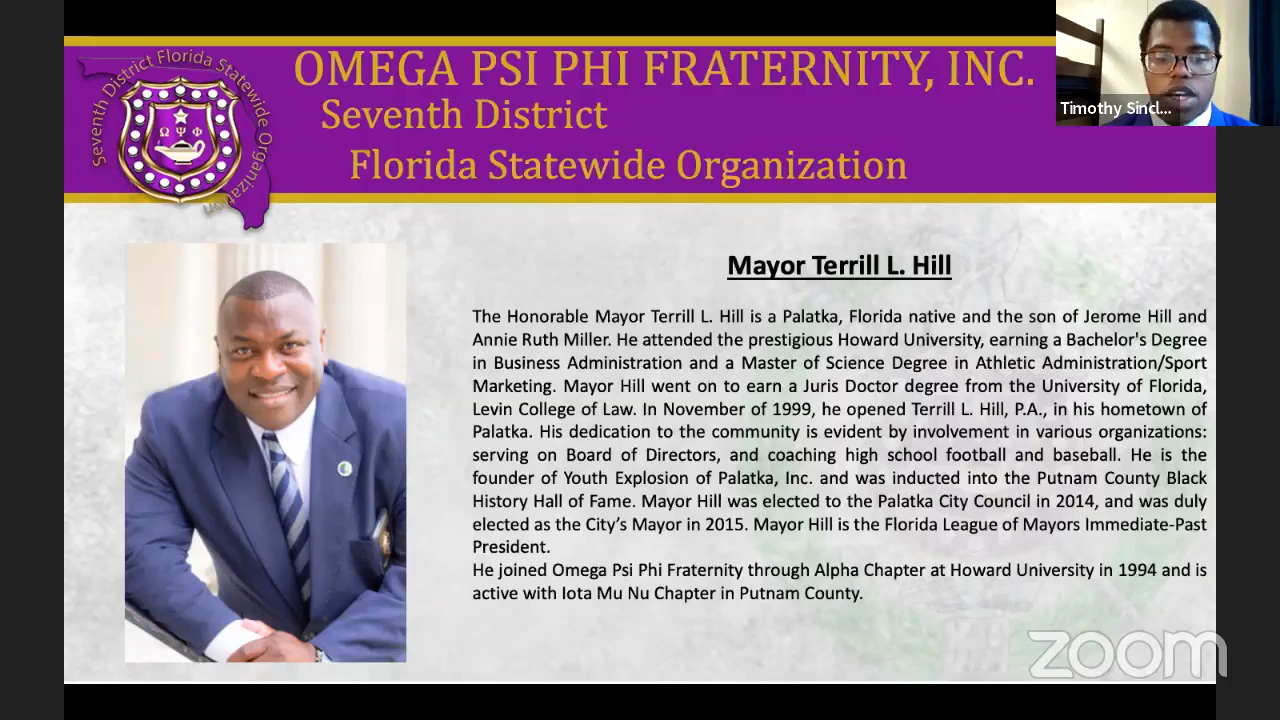 OMEGA PSI PHI FRATERNITY, INC.
Seventh District
Florida Statewide Organization
Seventh District Florida Statewide Organization
Ω Ψ Φ
Timothy Sincl...
Mayor Terrill L. Hill
The Honorable Mayor Terrill L. Hill is a Palatka, Florida native and the son of Jerome Hill and
Annie Ruth Miller. He attended the prestigious Howard University, earning a Bachelor's Degree
in Business Administration and a Master of Science Degree in Athletic Administration/Sport
Marketing. Mayor Hill went on to earn a Juris Doctor degree from the University of Florida,
Levin College of Law. In November of 1999, he opened Terrill L. Hill, P.A., in his hometown of
Palatka. His dedication to the community is evident by involvement in various organizations:
serving on Board of Directors, and coaching high school football and baseball. He is the
founder of Youth Explosion of Palatka, Inc. and was inducted into the Putnam County Black
History Hall of Fame. Mayor Hill was elected to the Palatka City Council in 2014, and was duly
elected as the City’s Mayor in 2015. Mayor Hill is the Florida League of Mayors Immediate-Past
President.
He joined Omega Psi Phi Fraternity through Alpha Chapter at Howard University in 1994 and is
active with Iota Mu Nu Chapter in Putnam County.
zoom